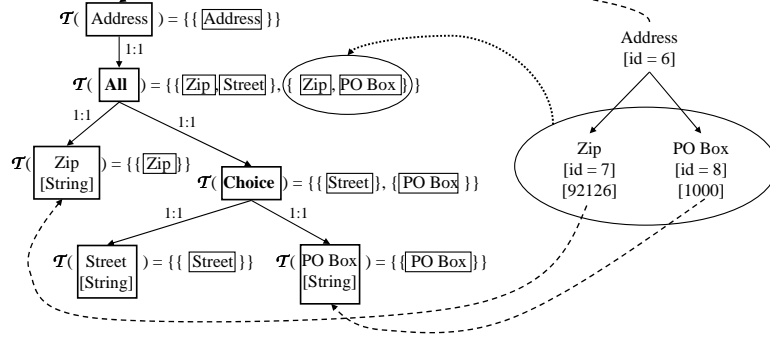 𝒯( Address ) = {{ Address }}
1:1
Address
[id = 6]
𝒯( All ) = {{ Zip , Street }, { Zip , PO Box }}
1:1
1:1
𝒯( Zip [String] ) = {{ Zip }}
Zip
[id = 7]
[92126]
PO Box
[id = 8]
[1000]
𝒯( Choice ) = {{ Street }, { PO Box }}
1:1
1:1
𝒯( Street [String] ) = {{ Street }}
𝒯( PO Box [String] ) = {{ PO Box }}